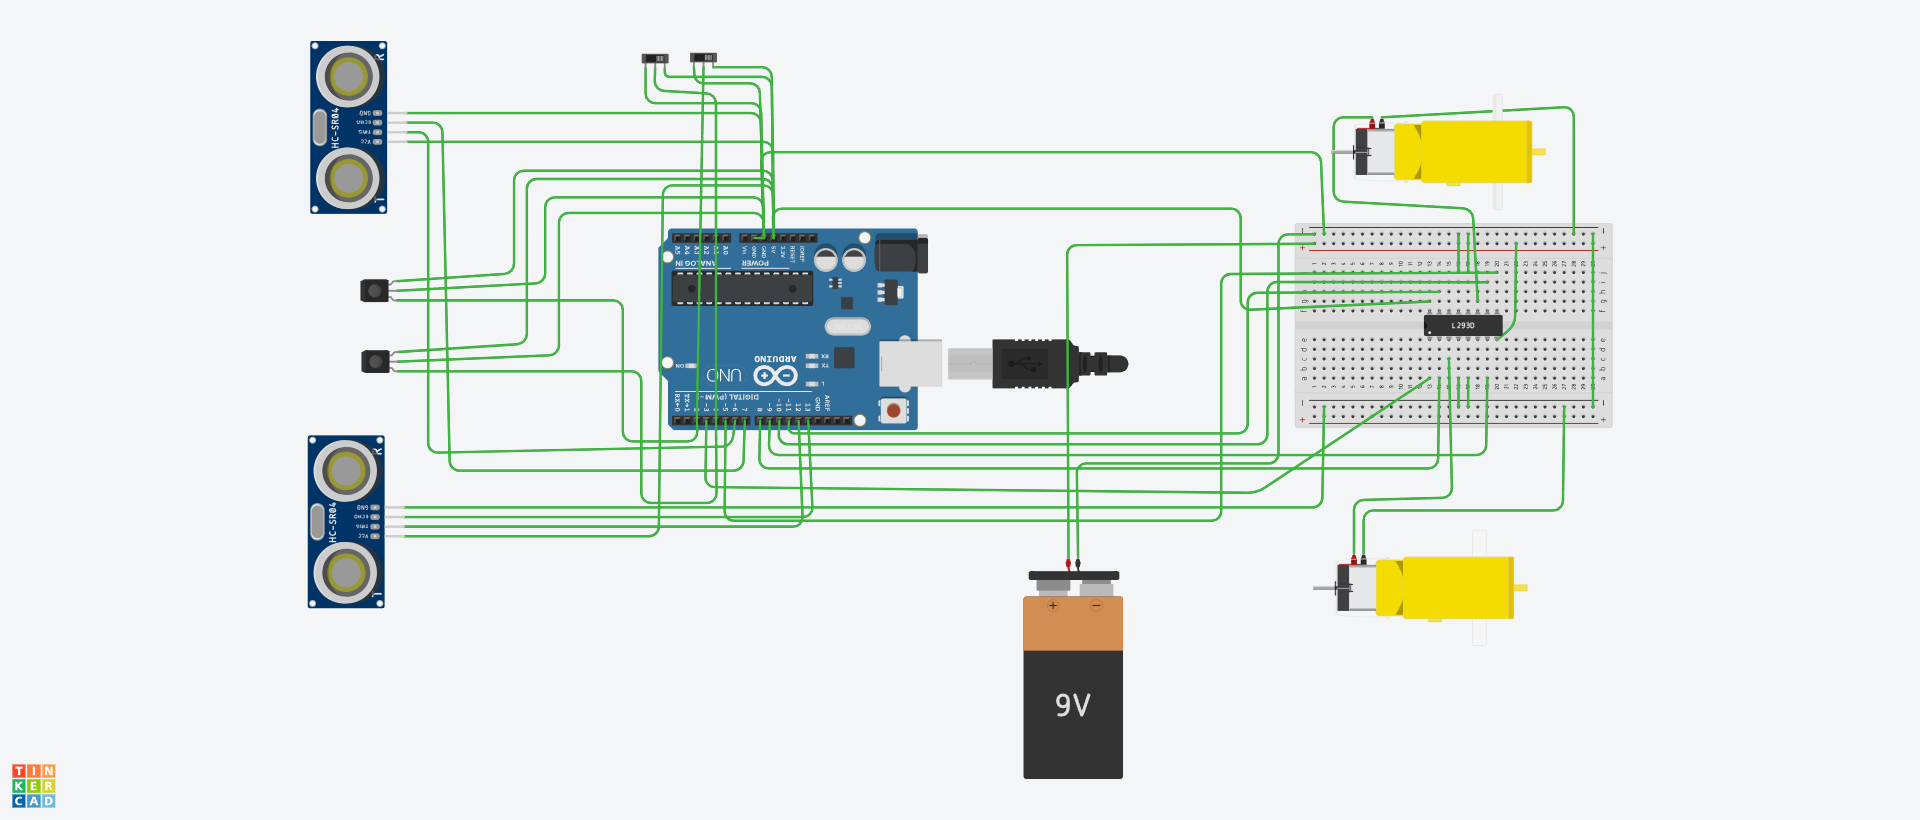 HC-SR04
GND
ECHO
TRIG
VCC
R
T
A5
A4
A3
A2
A1
A0
Vin
GND
GND
5V
3.3V
RESET
IOREF
ANALOG IN
POWER
ARDUINO
UNO
ON
RX
TX
L
DIGITAL (PWM~)
RX←0
TX→1
~3
~5
~6
7
8
~9
~10
~11
12
13
GND
AREF
L293D
j
i
h
g
f
e
d
c
b
a
HC-SR04
GND
ECHO
TRIG
VCC
R
T
+
−
9V
TIN
KER
CAD